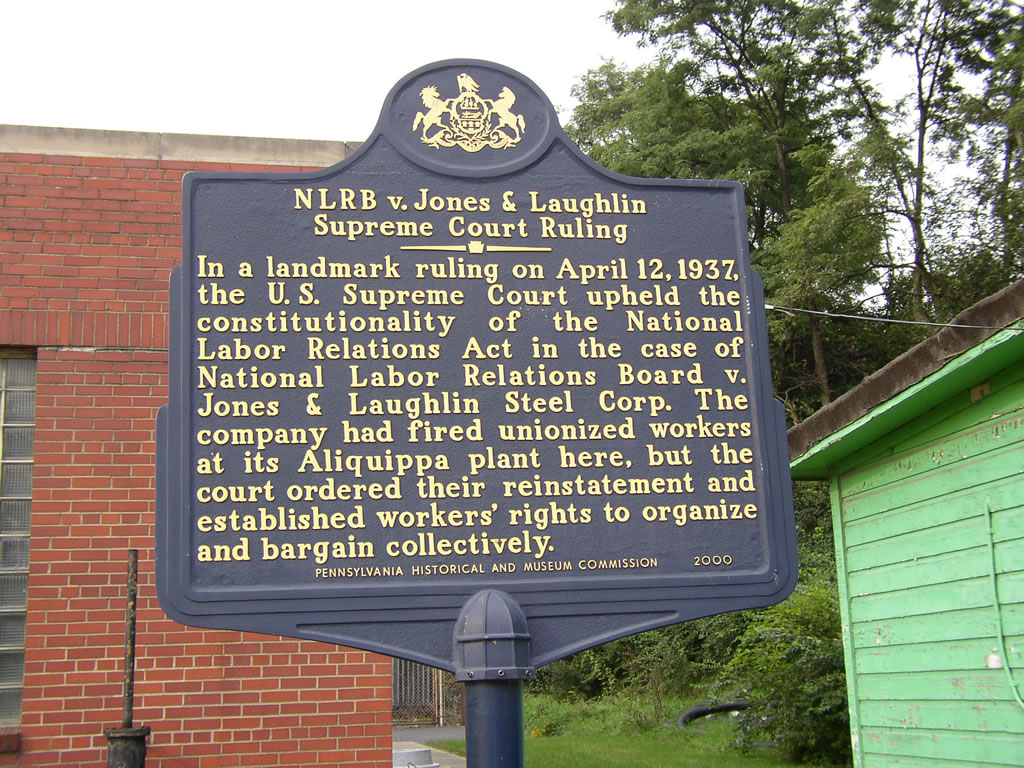 NLRB v. Jones & Laughlin
Supreme Court Ruling
In a landmark ruling on April 12, 1937,
the U.S. Supreme Court upheld the
constitutionality of the National
Labor Relations Act in the case of
National Labor Relations Board v.
Jones & Laughlin Steel Corp. The
company had fired unionized workers
at its Aliquippa plant here, but the
court ordered their reinstatement and
established workers' rights to organize
and bargain collectively.
PENNSYLVANIA HISTORICAL AND MUSEUM COMMISSION 2000